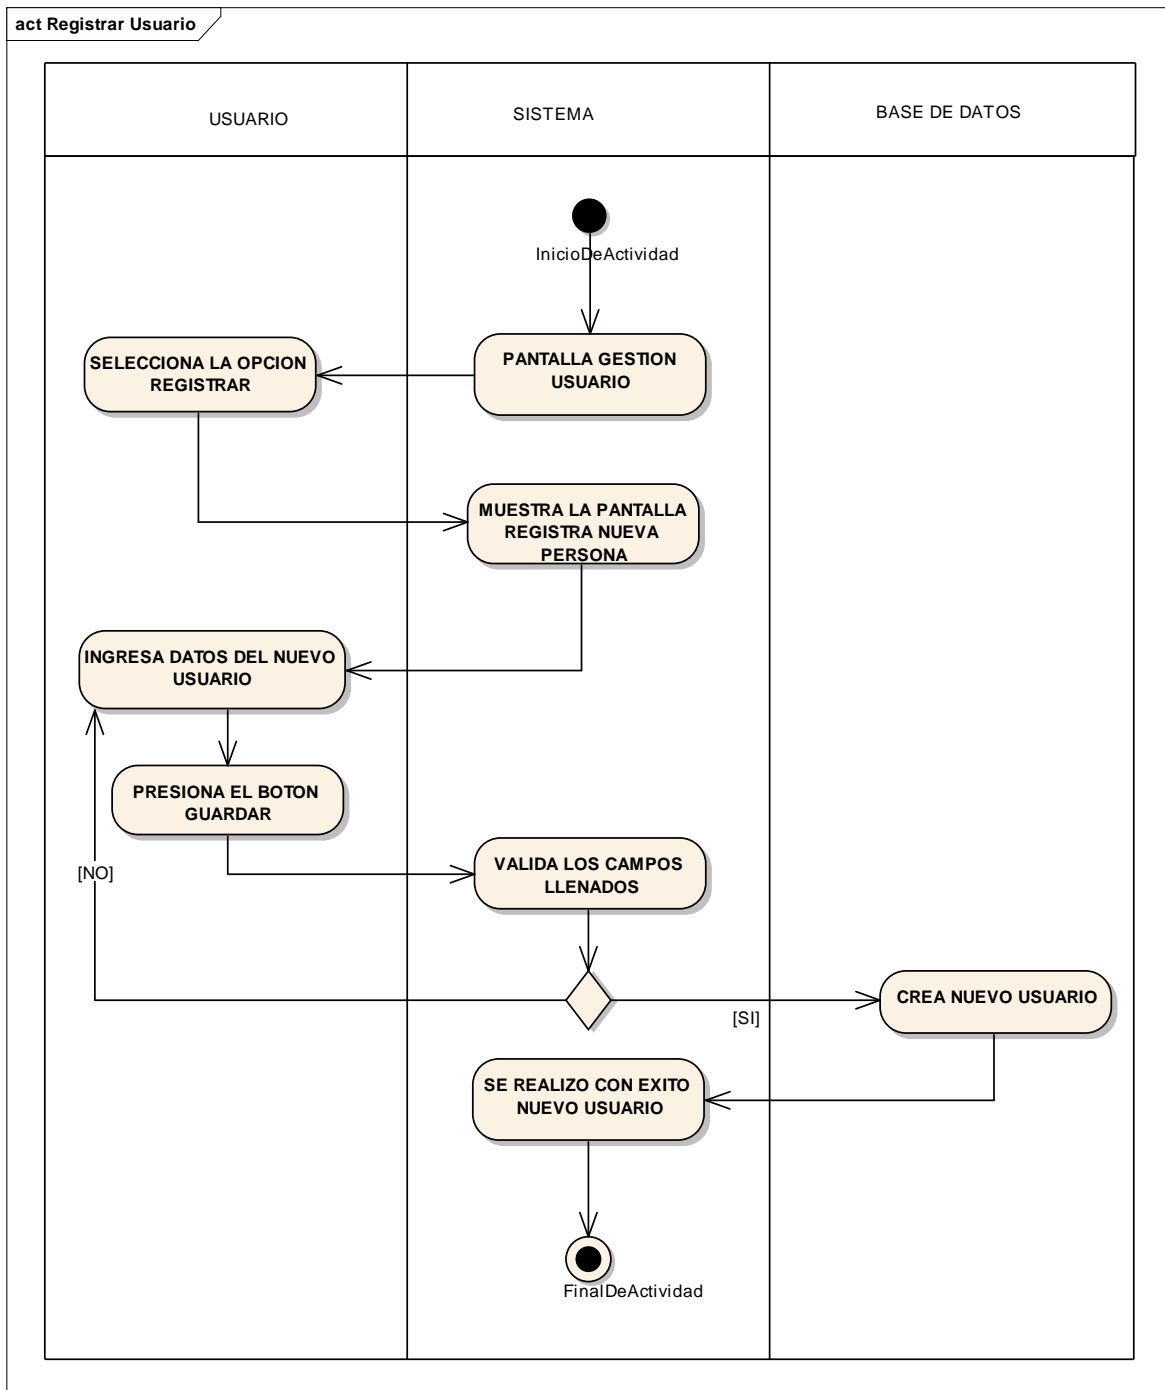 act Registrar Usuario
USUARIO
SISTEMA
BASE DE DATOS
InicioDeActividad
SELECCIONA LA OPCION
REGISTRAR
PANTALLA GESTION
USUARIO
MUESTRA LA PANTALLA
REGISTRA NUEVA
PERSONA
INGRESA DATOS DEL NUEVO
USUARIO
PRESIONA EL BOTON
GUARDAR
VALIDA LOS CAMPOS
LLENADOS
[NO]
[SI]
CREA NUEVO USUARIO
SE REALIZO CON EXITO
NUEVO USUARIO
FinalDeActividad